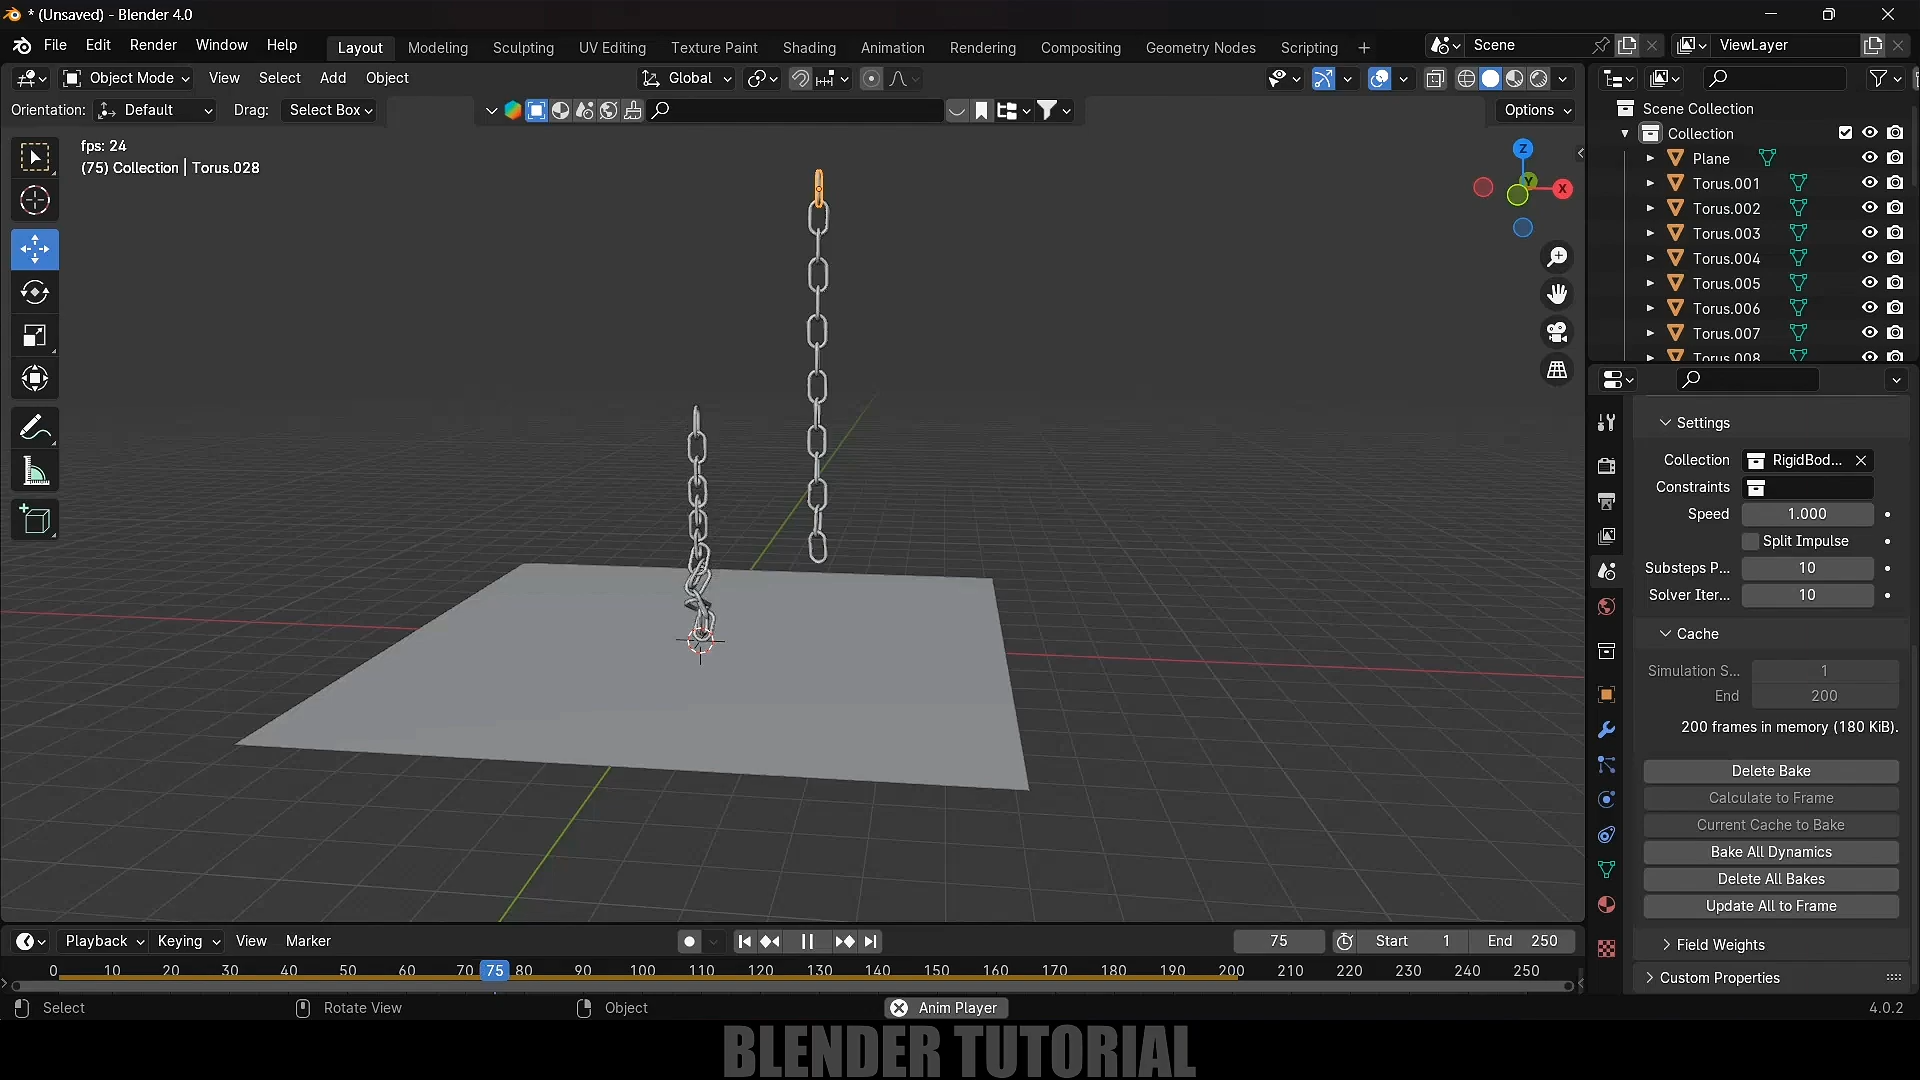 * (Unsaved) - Blender 4.0
File Edit Render Window Help Layout Modeling Sculpting UV Editing Texture Paint Shading Animation Rendering Compositing Geometry Nodes Scripting + Scene ViewLayer
Object Mode View Select Add Object Global
Orientation: Default Drag: Select Box Options
fps: 24
(75) Collection | Torus.028
Z
Y
X
Scene Collection
Collection
Plane
Torus.001
Torus.002
Torus.003
Torus.004
Torus.005
Torus.006
Torus.007
Torus.008
Settings
Collection RigidBod...
Constraints
Speed 1.000
Split Impulse
Substeps P... 10
Solver Iter... 10
Cache
Simulation S... 1
End 200
200 frames in memory (180 KiB).
Delete Bake
Calculate to Frame
Current Cache to Bake
Bake All Dynamics
Delete All Bakes
Update All to Frame
Field Weights
Custom Properties
Playback Keying View Marker 75 Start 1 End 250
0 10 20 30 40 50 60 70 75 80 90 100 110 120 130 140 150 160 170 180 190 200 210 220 230 240 250
Select Rotate View Object Anim Player 4.0.2
BLENDER TUTORIAL